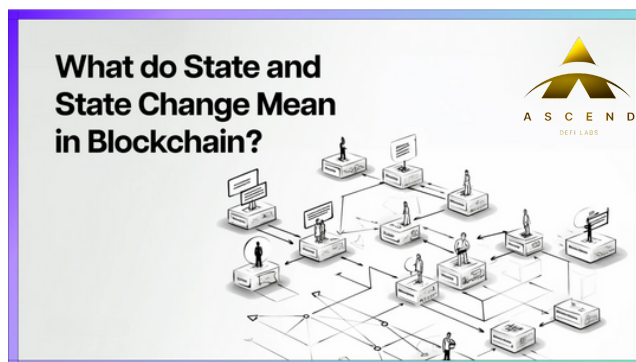 What do State and
State Change Mean
in Blockchain?
ASCEND
DEFI LABS